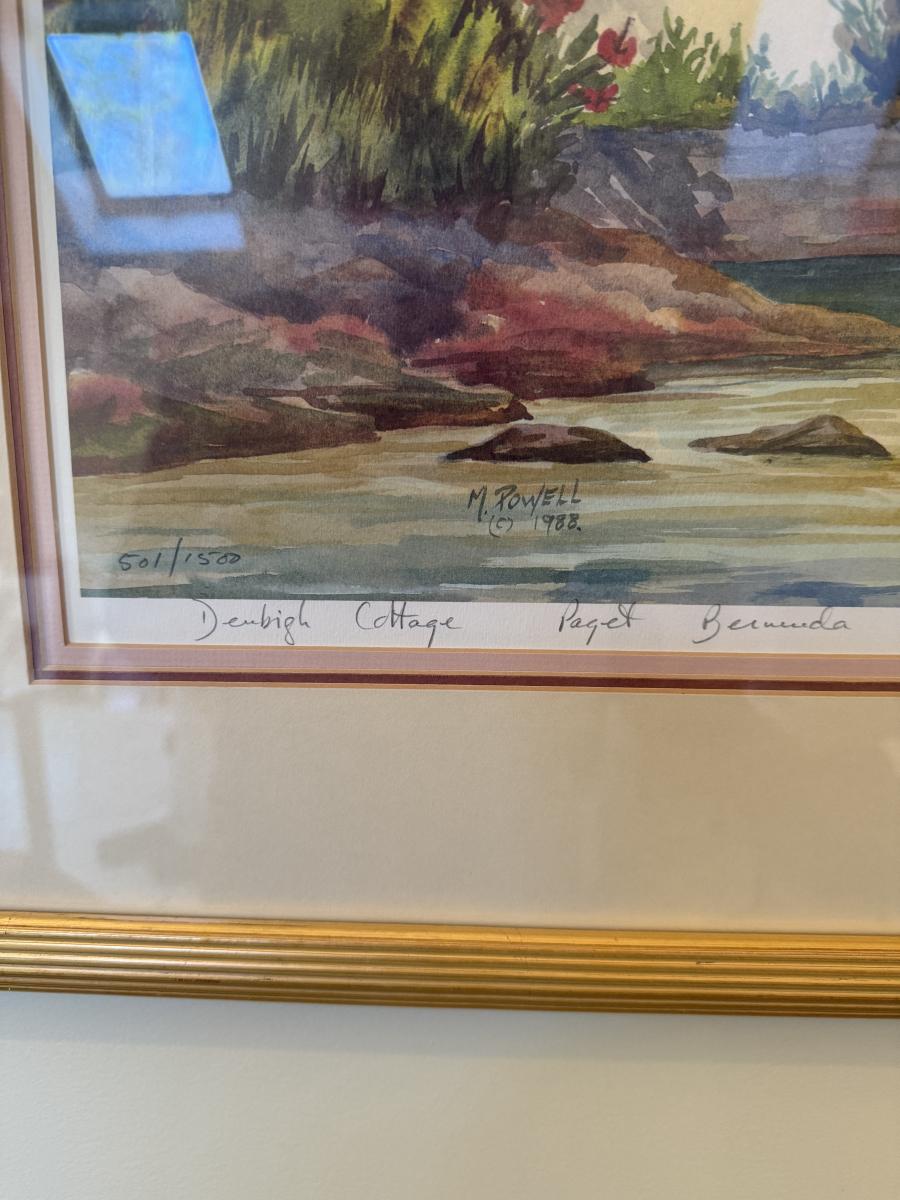 M. POWELL
(C) 1988.
501/1500
Denbigh Cottage Paget Bermuda